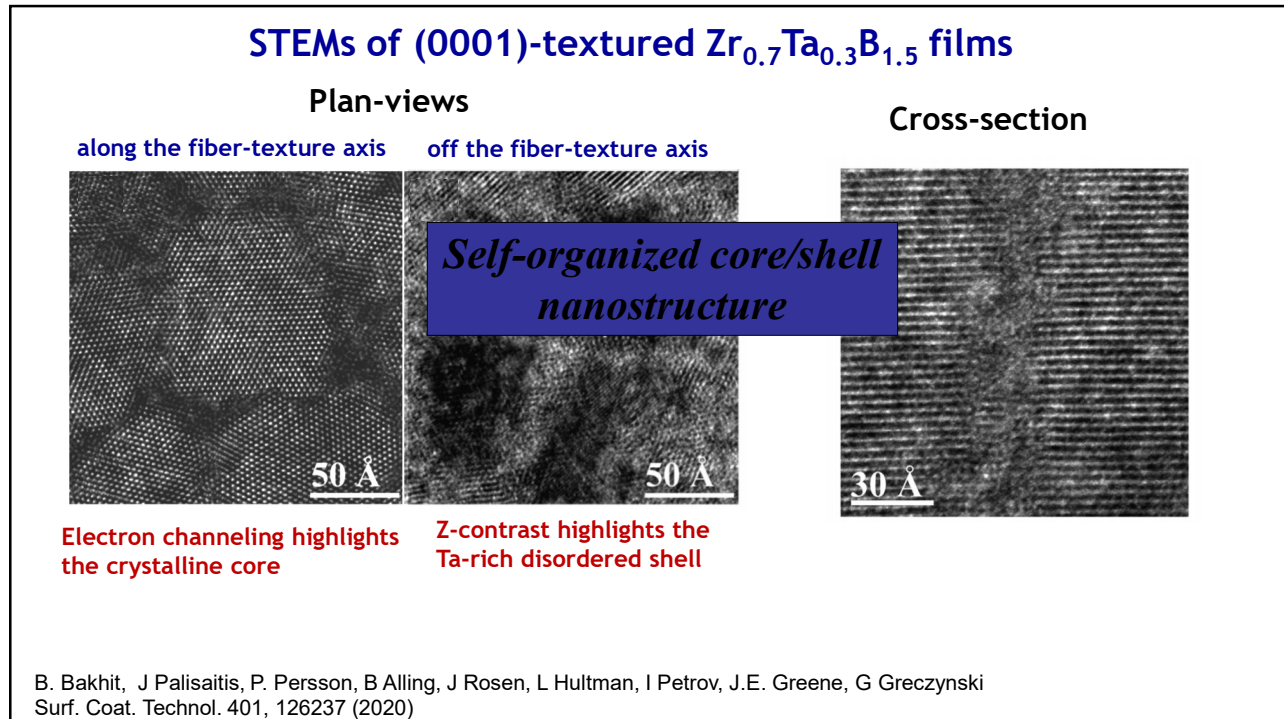 STEMs of (0001)-textured Zr0.7Ta0.3B1.5 films
Plan-views
Cross-section
along the fiber-texture axis
off the fiber-texture axis
Self-organized core/shell
nanostructure
50 Å
50 Å
30 Å
Electron channeling highlights
the crystalline core
Z-contrast highlights the
Ta-rich disordered shell
B. Bakhit, J Palisaitis, P. Persson, B Alling, J Rosen, L Hultman, I Petrov, J.E. Greene, G Greczynski
Surf. Coat. Technol. 401, 126237 (2020)